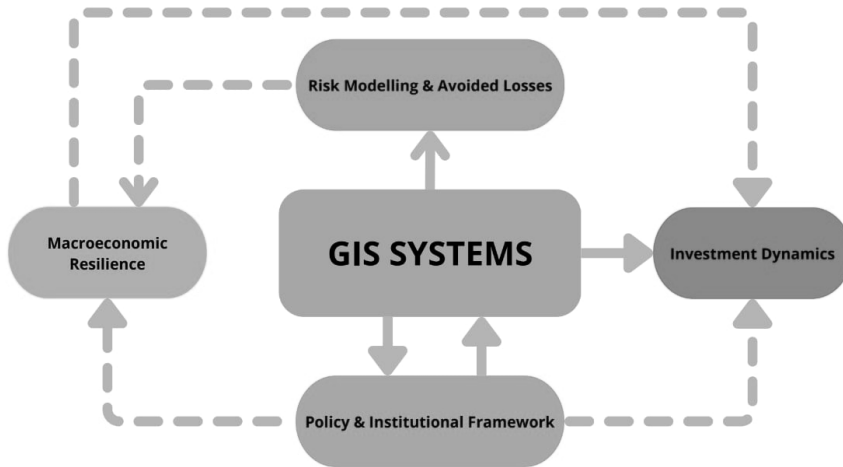 Risk Modelling & Avoided Losses
Macroeconomic
Resilience
GIS SYSTEMS
Investment Dynamics
Policy & Institutional Framework